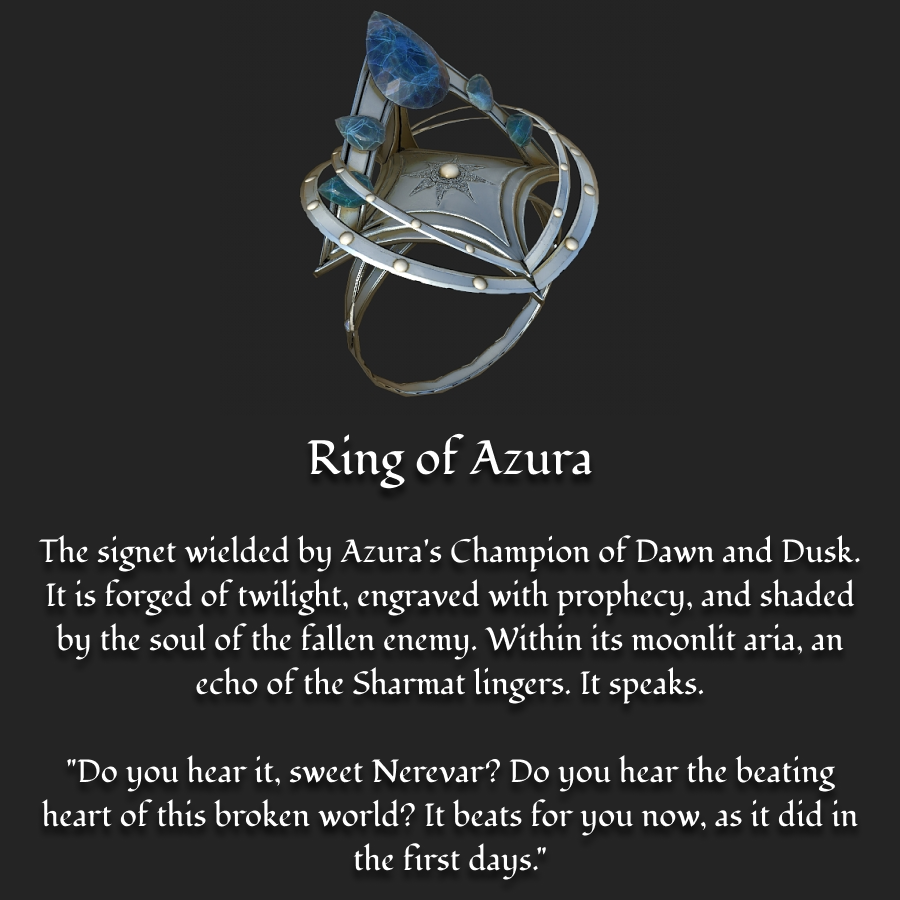 Ring of Azura
The signet wielded by Azura's Champion of Dawn and Dusk.
It is forged of twilight, engraved with prophecy, and shaded
by the soul of the fallen enemy. Within its moonlit aria, an
echo of the Sharmat lingers. It speaks.
"Do you hear it, sweet Nerevar? Do you hear the beating
heart of this broken world? It beats for you now, as it did in
the first days."